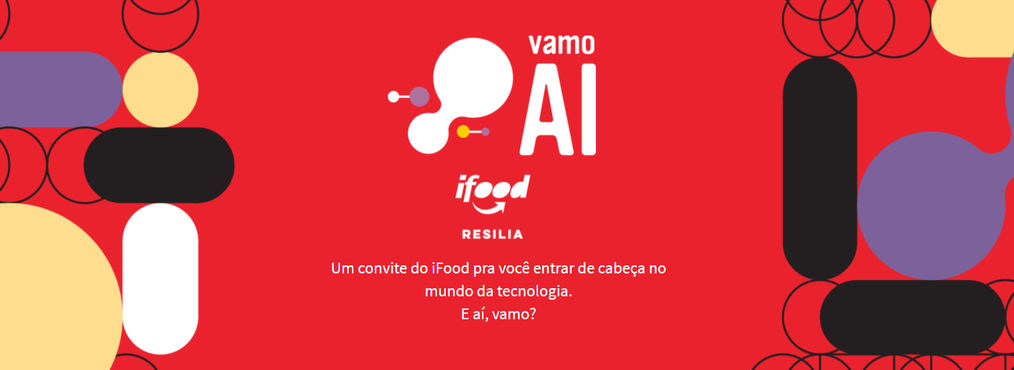 vamo
AI
ifood
RESILIA
Um convite do iFood pra você entrar de cabeça no
mundo da tecnologia.
E aí, vamo?